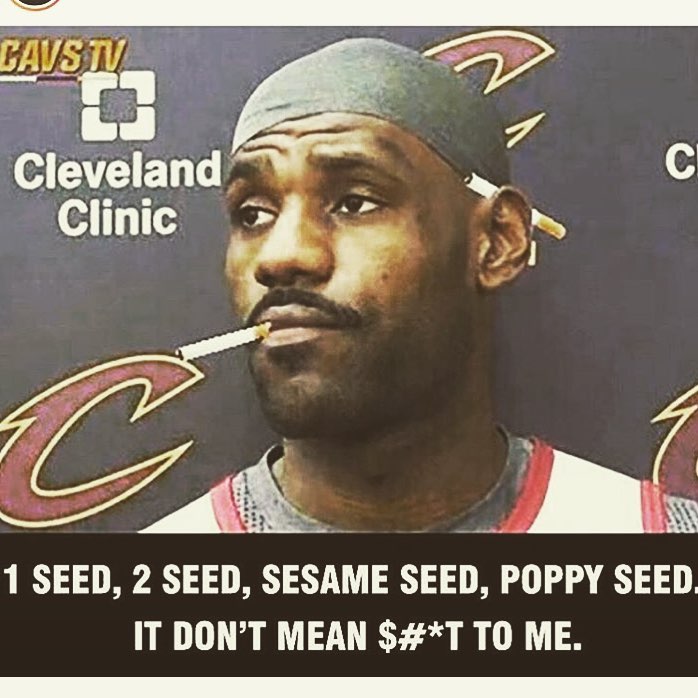 CAVS TV
Cleveland
Clinic
C
C
1 SEED, 2 SEED, SESAME SEED, POPPY SEED.
IT DON'T MEAN $#*T TO ME.